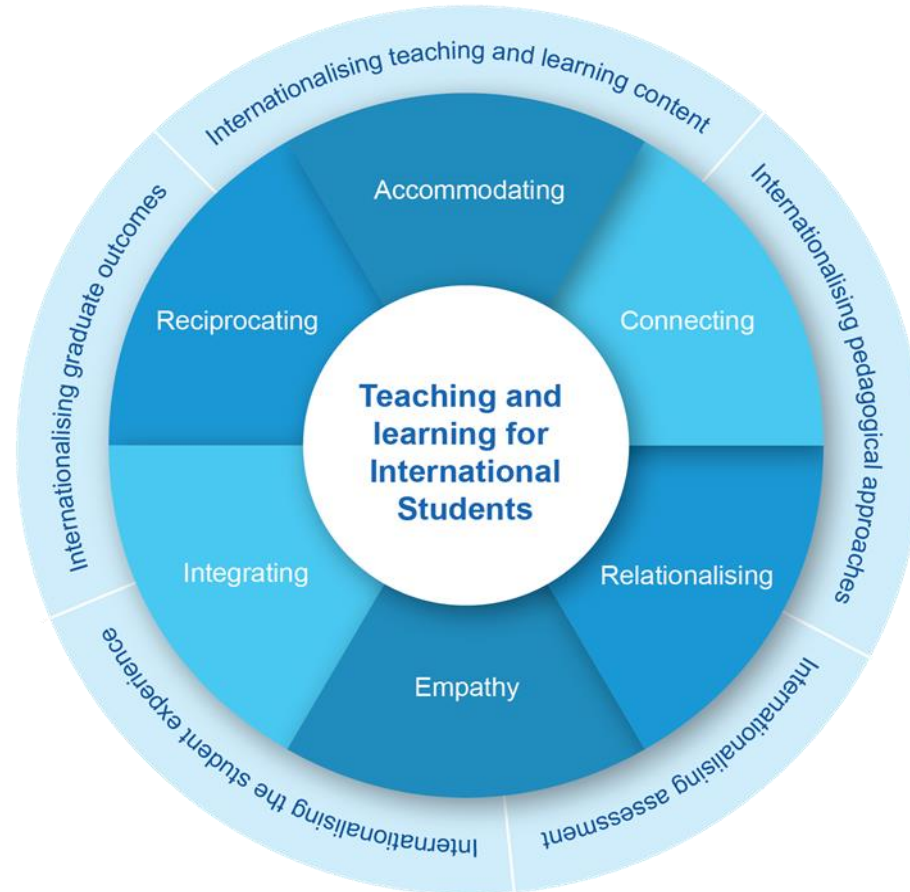 Internationalising teaching and learning content
Internationalising pedagogical approaches
Internationalising assessment
Internationalising the student experience
Internationalising graduate outcomes
Accommodating
Connecting
Relationalising
Empathy
Integrating
Reciprocating
Teaching and
learning for
International
Students